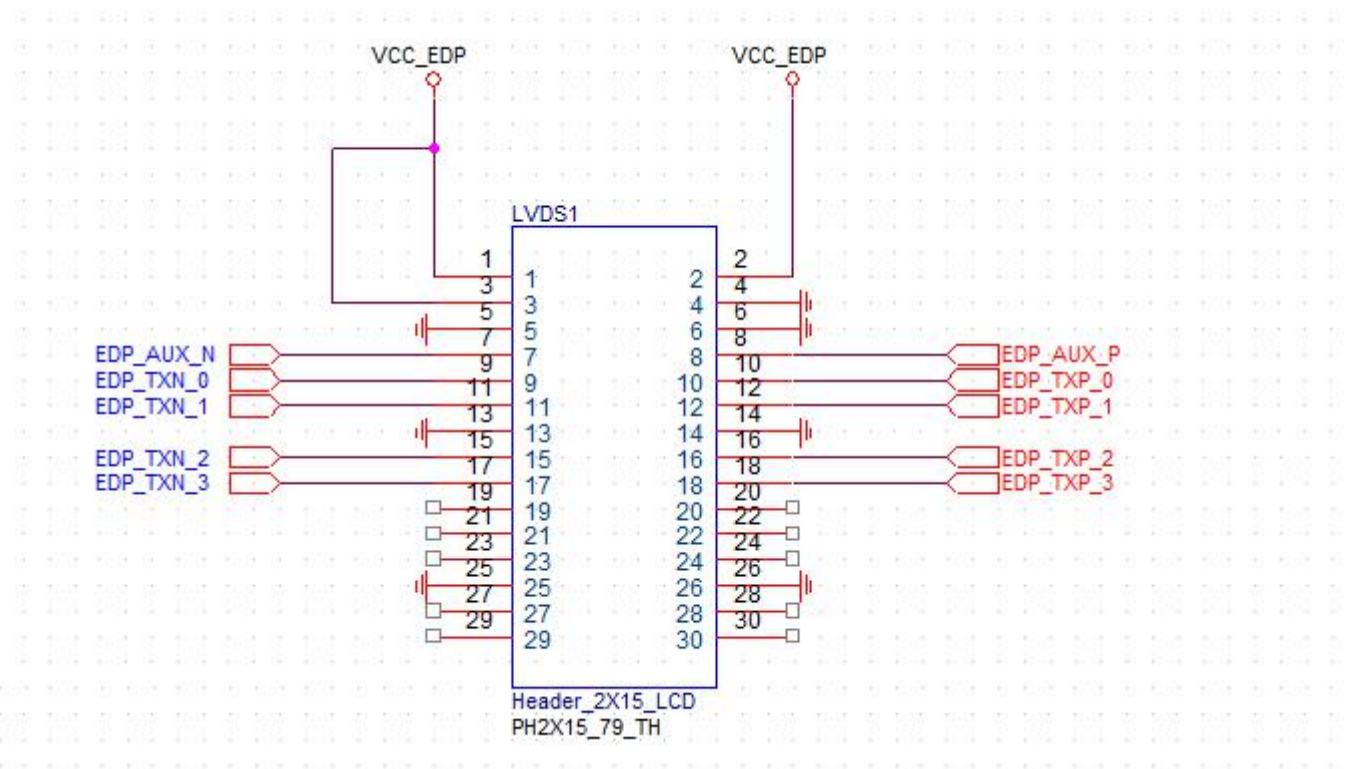 VCC_EDP VCC_EDP
LVDS1
1 2
1 2
3 4
3 4
5 6
5 6
7 8
EDP_AUX_N 7 8 EDP_AUX_P
9 10
EDP_TXN_0 9 10 EDP_TXP_0
11 12
EDP_TXN_1 11 12 EDP_TXP_1
13 14
13 14
15 16
EDP_TXN_2 15 16 EDP_TXP_2
17 18
EDP_TXN_3 17 18 EDP_TXP_3
19 20
19 20
21 22
21 22
23 24
23 24
25 26
25 26
27 28
27 28
29 30
29 30
Header_2X15_LCD
PH2X15_79_TH